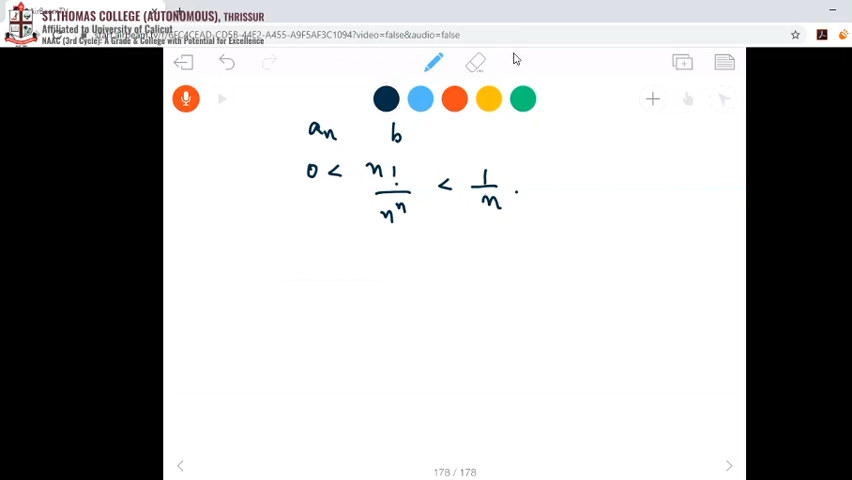 ST.THOMAS COLLEGE (AUTONOMOUS), THRISSUR
Affiliated to University of Calicut
NAAC (3rd Cycle): A Grade & College with Potential for Excellence
aₙ b
0 < n! / nⁿ < 1 / n .
178 / 178